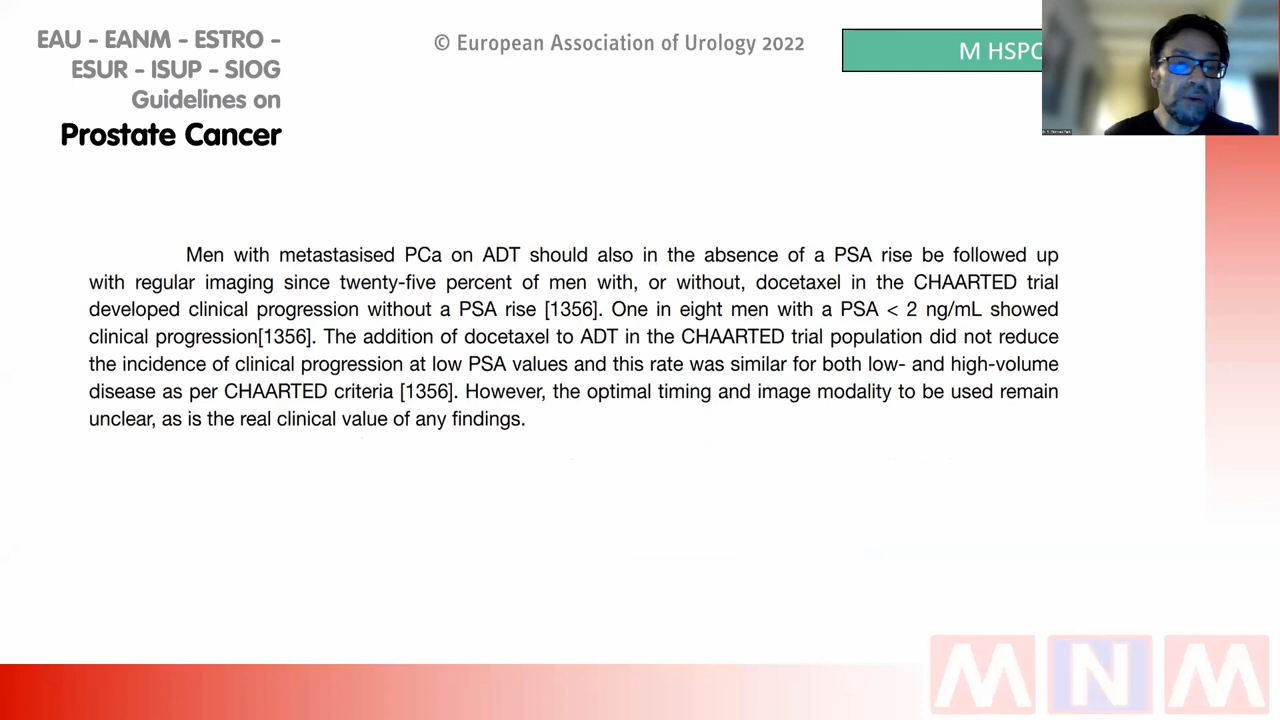 EAU - EANM - ESTRO -
ESUR - ISUP - SIOG
Guidelines on
Prostate Cancer
© European Association of Urology 2022
M HSPC
Men with metastasised PCa on ADT should also in the absence of a PSA rise be followed up
with regular imaging since twenty-five percent of men with, or without, docetaxel in the CHAARTED trial
developed clinical progression without a PSA rise [1356]. One in eight men with a PSA < 2 ng/mL showed
clinical progression[1356]. The addition of docetaxel to ADT in the CHAARTED trial population did not reduce
the incidence of clinical progression at low PSA values and this rate was similar for both low- and high-volume
disease as per CHAARTED criteria [1356]. However, the optimal timing and image modality to be used remain
unclear, as is the real clinical value of any findings.
M N M